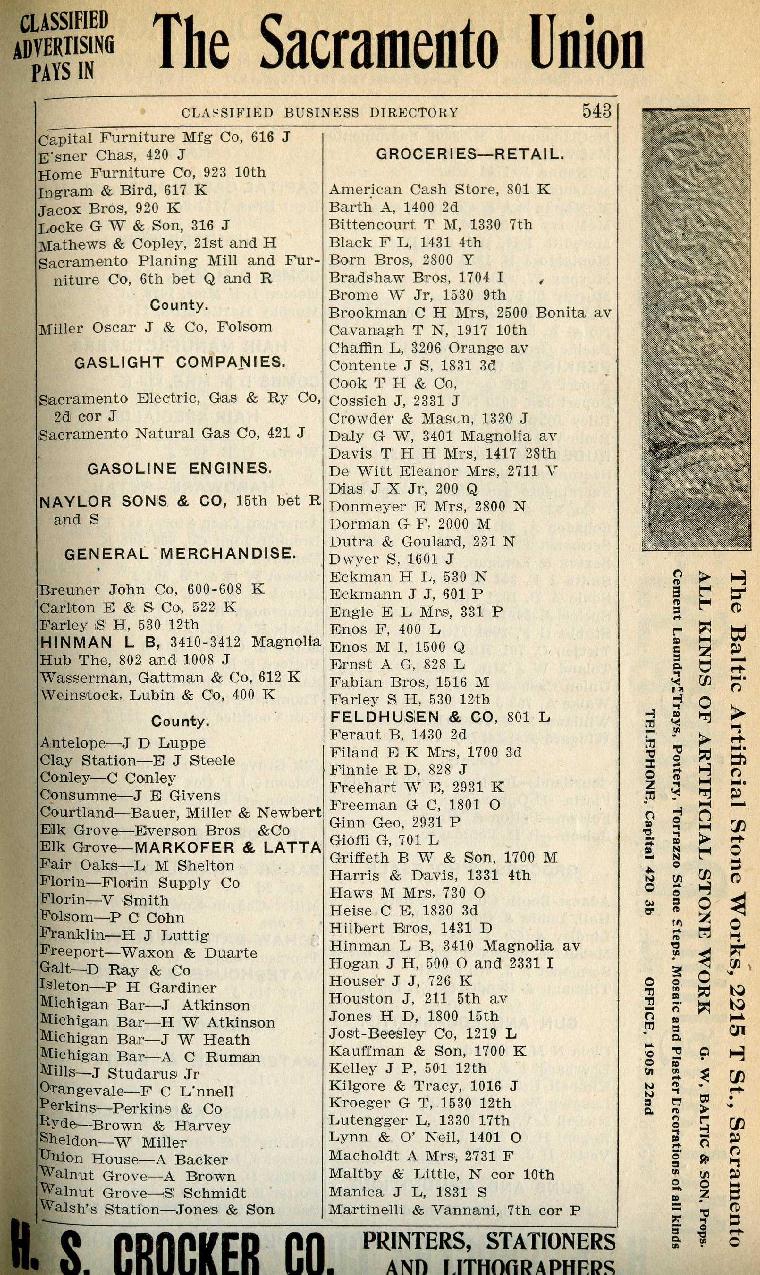 CLASSIFIED
ADVERTISING
PAYS IN
The Sacramento Union
CLASSIFIED BUSINESS DIRECTORY 543
Capital Furniture Mfg Co, 616 J
E'sner Chas, 420 J
Home Furniture Co, 923 10th
Ingram & Bird, 617 K
Jacox Bros, 920 K
Locke G W & Son, 316 J
Mathews & Copley, 21st and H
Sacramento Planing Mill and Fur-
niture Co, 6th bet Q and R
County.
Miller Oscar J & Co, Folsom
GASLIGHT COMPANIES.
Sacramento Electric, Gas & Ry Co,
2d cor J
Sacramento Natural Gas Co, 421 J
GASOLINE ENGINES.
NAYLOR SONS & CO, 15th bet R
and S
GENERAL MERCHANDISE.
Breuner John Co, 600-608 K
Carlton E & S Co, 522 K
Farley S H, 530 12th
HINMAN L B, 3410-3412 Magnolia
Hub The, 802 and 1008 J
Wasserman, Gattman & Co, 612 K
Weinstock, Lubin & Co, 400 K
County.
Antelope—J D Luppe
Clay Station—E J Steele
Conley—C Conley
Consumne—J E Givens
Courtland—Bauer, Miller & Newbert
Elk Grove—Everson Bros &Co
Elk Grove—MARKOFER & LATTA
Fair Oaks—L M Shelton
Florin—Florin Supply Co
Florin—V Smith
Folsom—P C Cohn
Franklin—H J Luttig
Freeport—Waxon & Duarte
Galt—D Ray & Co
Isleton—P H Gardiner
Michigan Bar—J Atkinson
Michigan Bar—H W Atkinson
Michigan Bar—J W Heath
Michigan Bar—A C Ruman
Mills—J Studarus Jr
Orangevale—F C L'nnell
Perkins—Perkins & Co
Ryde—Brown & Harvey
Sheldon—W Miller
Union House—A Backer
Walnut Grove—A Brown
Walnut Grove—S Schmidt
Walsh's Station—Jones & Son
GROCERIES—RETAIL.
American Cash Store, 801 K
Barth A, 1400 2d
Bittencourt T M, 1330 7th
Black F L, 1431 4th
Born Bros, 2800 Y
Bradshaw Bros, 1704 I
Brome W Jr, 1530 9th
Brookman C H Mrs, 2500 Bonita av
Cavanagh T N, 1917 10th
Chaffin L, 3206 Orange av
Contente J S, 1831 3d
Cook T H & Co,
Cossich J, 2331 J
Crowder & Mason, 1330 J
Daly G W, 3401 Magnolia av
Davis T H H Mrs, 1417 28th
De Witt Eleanor Mrs, 2711 V
Dias J X Jr, 200 Q
Donmeyer E Mrs, 2800 N
Dorman G F, 2000 M
Dutra & Goulard, 231 N
Dwyer S, 1601 J
Eckman H L, 530 N
Eckmann J J, 601 P
Engle E L Mrs, 331 P
Enos F, 400 L
Enos M I, 1500 Q
Ernst A G, 828 L
Fabian Bros, 1516 M
Farley S H, 530 12th
FELDHUSEN & CO, 801 L
Feraut B, 1430 2d
Filand E K Mrs, 1700 3d
Finnie R D, 828 J
Freehart W E, 2931 K
Freeman G C, 1801 O
Ginn Geo, 2931 P
Gioffi G, 701 L
Griffeth B W & Son, 1700 M
Harris & Davis, 1331 4th
Haws M Mrs, 730 O
Heise C E, 1830 3d
Hilbert Bros, 1431 D
Hinman L B, 3410 Magnolia av
Hogan J H, 500 O and 2331 I
Houser J J, 726 K
Houston J, 211 5th av
Jones H D, 1800 15th
Jost-Beesley Co, 1219 L
Kauffman & Son, 1700 K
Kelley J P, 501 12th
Kilgore & Tracy, 1016 J
Kroeger G T, 1530 12th
Lutengger L, 1330 17th
Lynn & O' Neil, 1401 O
Macholdt A Mrs, 2731 F
Maltby & Little, N cor 10th
Manica J L, 1831 S
Martinelli & Vannani, 7th cor P
The Baltic Artificial Stone Works, 2215 T St., Sacramento
ALL KINDS OF ARTIFICIAL STONE WORK G. W. BALTIC & SON, Props.
Cement Laundry Trays, Pottery, Torrazzo Stone Steps, Mosaic and Plaster Decorations of all kinds
TELEPHONE, Capital 420 3b OFFICE, 1905 22nd
H. S. CROCKER CO.
PRINTERS, STATIONERS
AND LITHOGRAPHERS